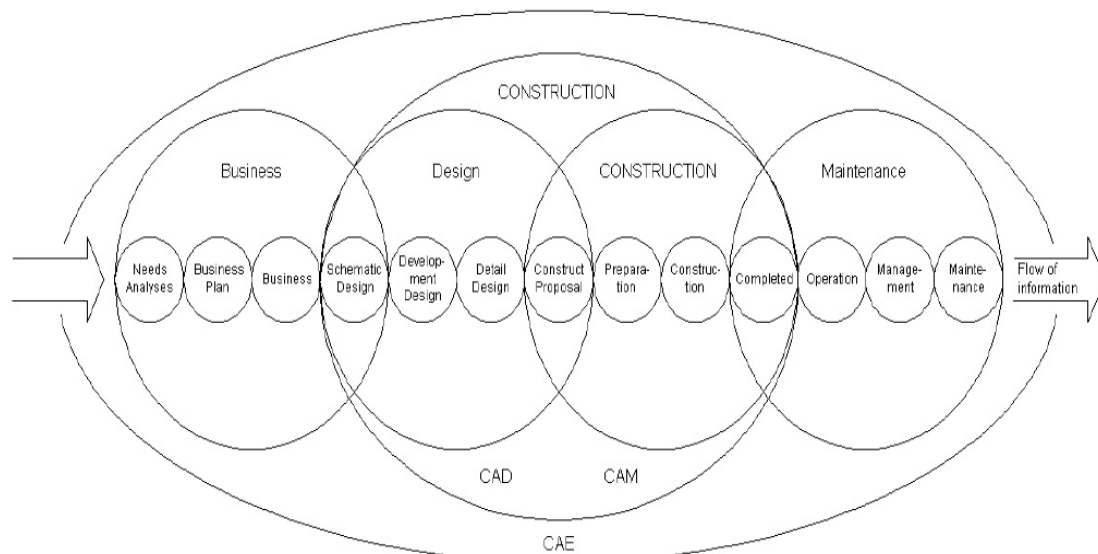 CONSTRUCTION
Business
Design
CONSTRUCTION
Maintenance
Needs
Analyses
Business
Plan
Business
Schematic
Design
Develop-
ment
Design
Detail
Design
Construct
Proposal
Prepara-
tion
Construc-
tion
Completed
Operation
Manage-
ment
Mainte-
nance
Flow of
information
CAD
CAM
CAE